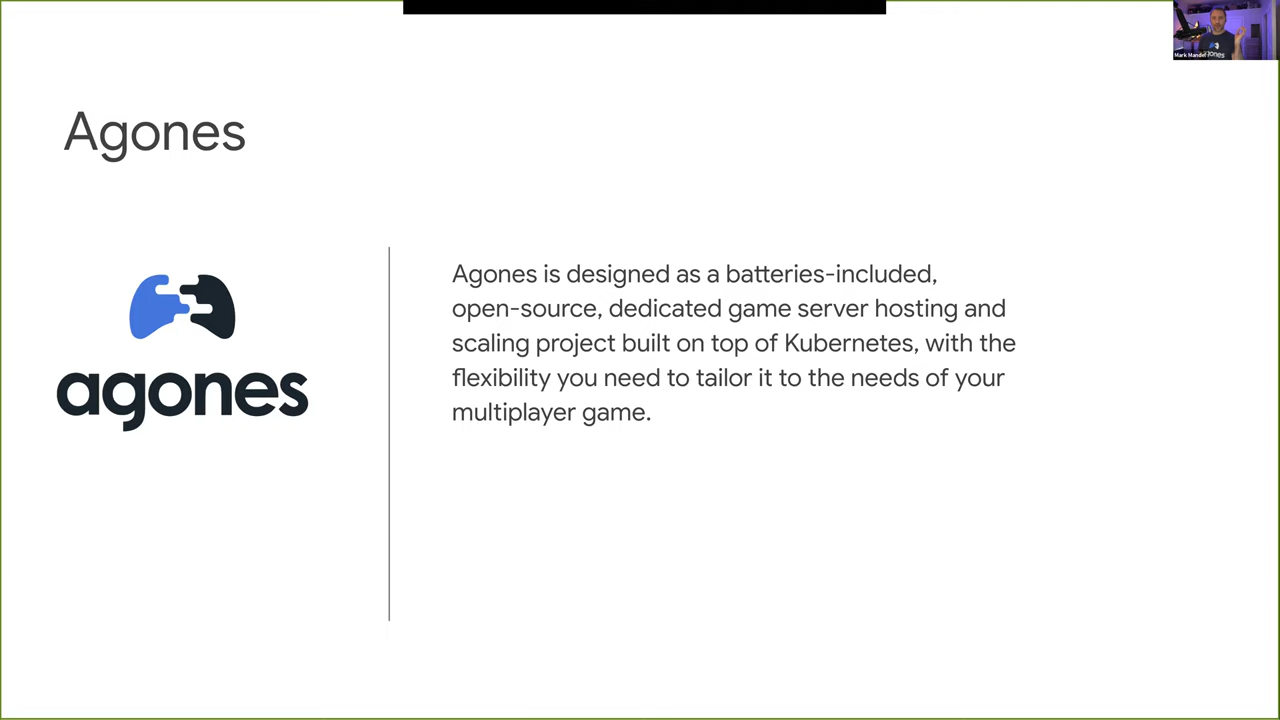 Mark Mandel
agones
Agones
agones
Agones is designed as a batteries-included,
open-source, dedicated game server hosting and
scaling project built on top of Kubernetes, with the
flexibility you need to tailor it to the needs of your
multiplayer game.